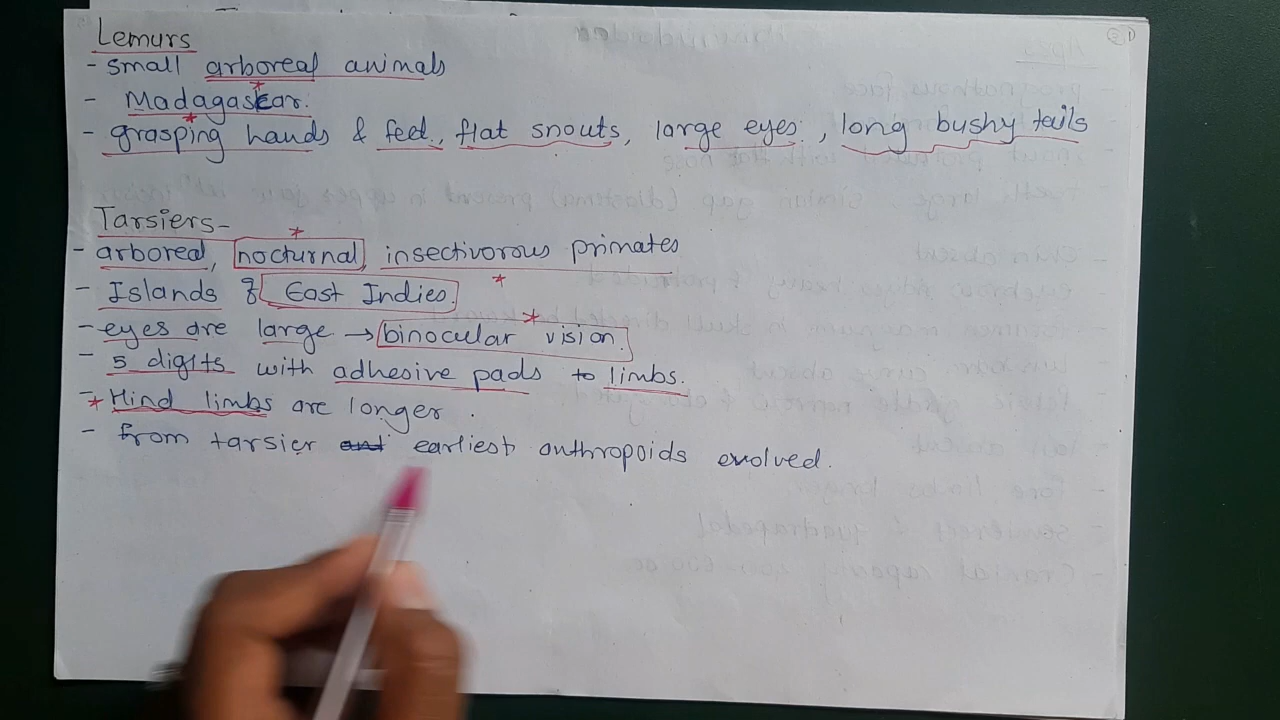 Lemurs
- small arboreal animals
- Madagascar.
- grasping hands & feet, flat snouts, large eyes, long bushy tails
Tarsiers-
- arboreal, nocturnal, insectivorous primates
- Islands of East Indies.
- eyes are large → binocular vision.
- 5 digits with adhesive pads to limbs.
- Hind limbs are longer.
- from tarsier earliest anthropoids evolved.